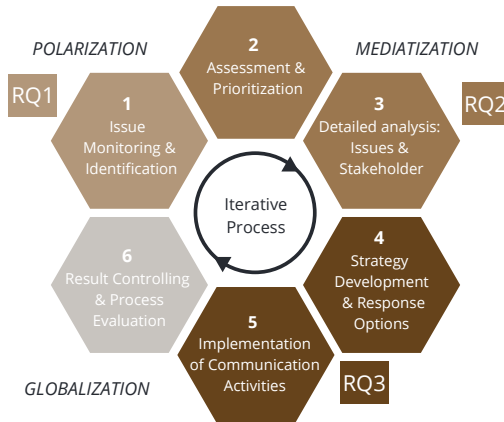 POLARIZATION
MEDIATIZATION
RQ1
RQ2
2
Assessment &
Prioritization
1
Issue
Monitoring &
Identification
3
Detailed analysis:
Issues &
Stakeholder
Iterative
Process
6
Result Controlling
& Process
Evaluation
4
Strategy
Development
& Response
Options
5
Implementation
of Communication
Activities
RQ3
GLOBALIZATION